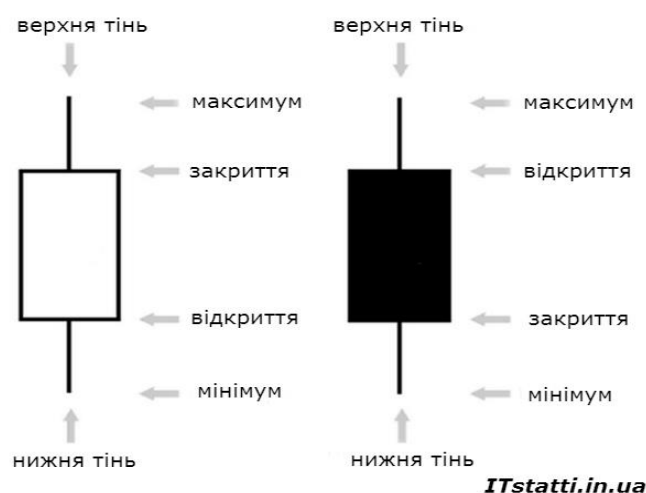 верхня тінь
максимум
закриття
відкриття
мінімум
нижня тінь
верхня тінь
максимум
відкриття
закриття
мінімум
нижня тінь
ITstatti.in.ua